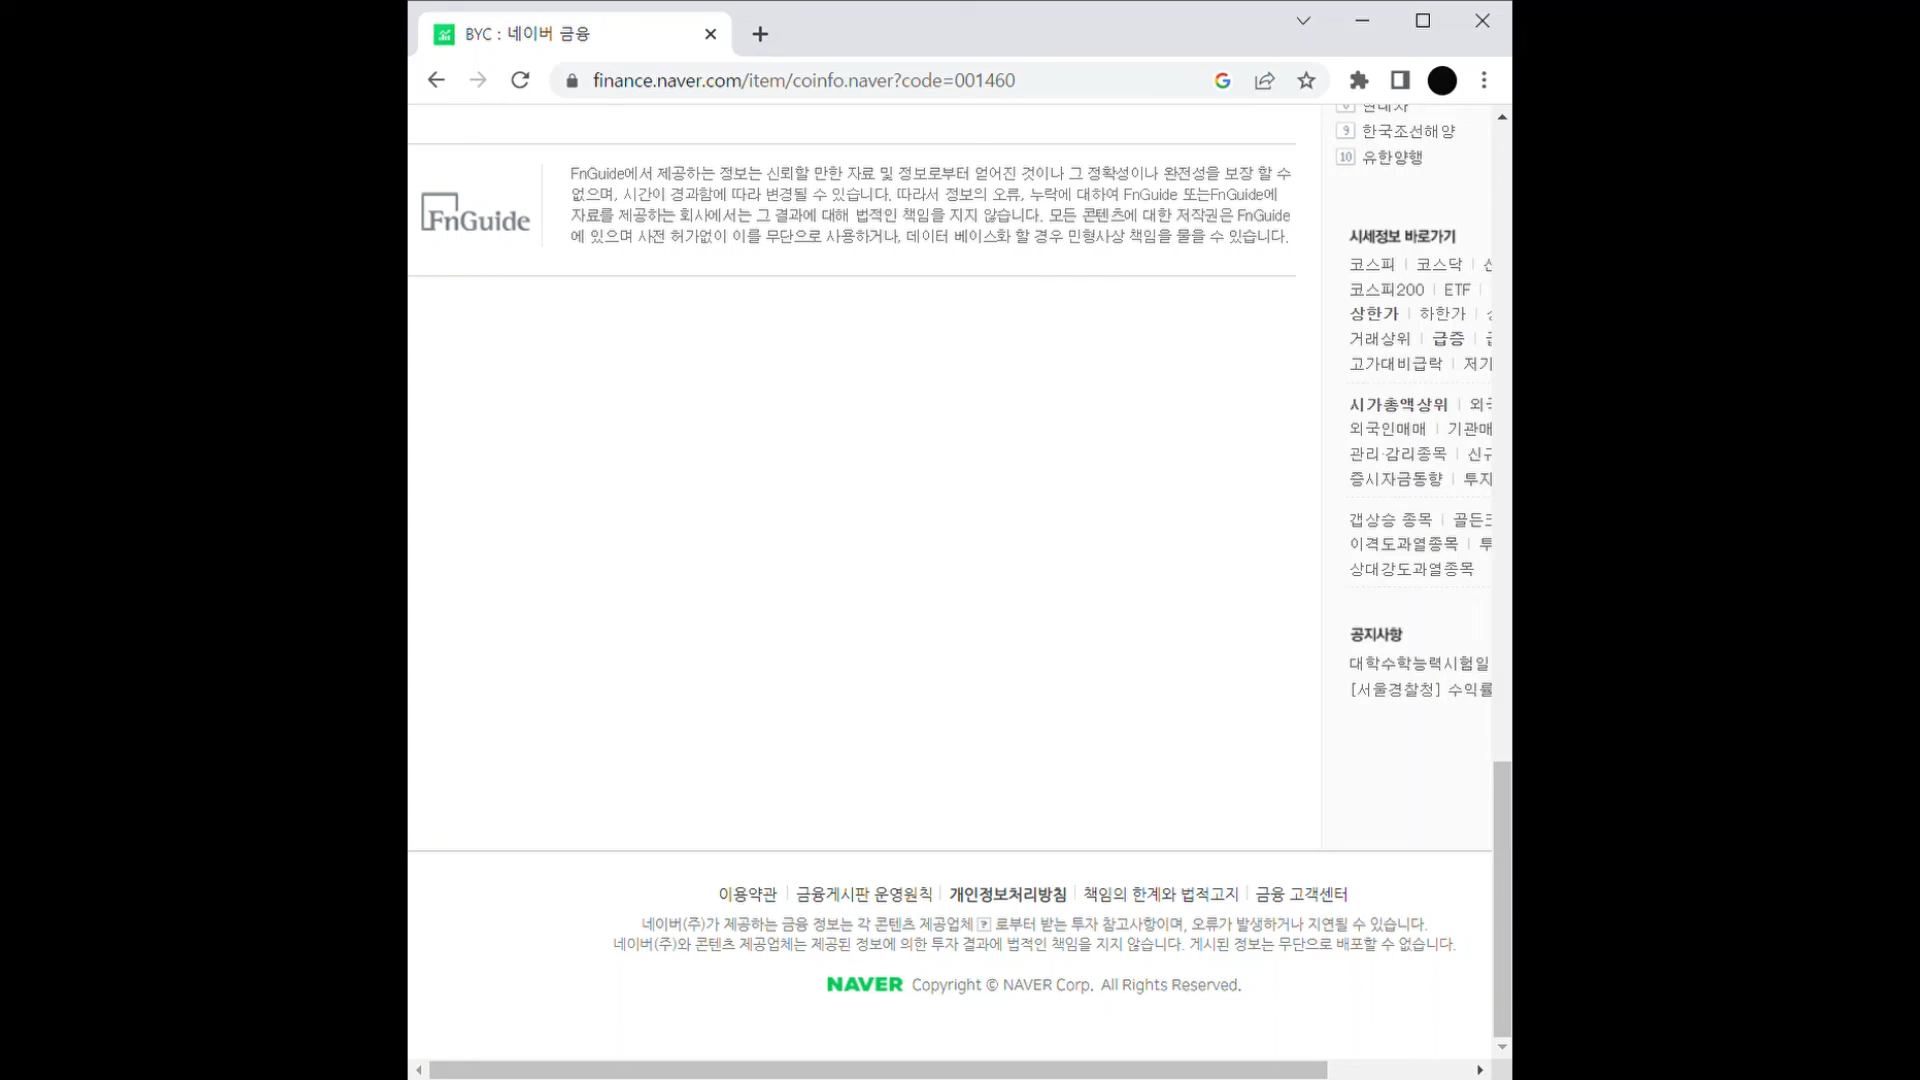 BYC : 네이버 금융
finance.naver.com/item/coinfo.naver?code=001460
9 한국조선해양
10 유한양행
FnGuide
FnGuide에서 제공하는 정보는 신뢰할 만한 자료 및 정보로부터 얻어진 것이나 그 정확성이나 완전성을 보장 할 수
없으며, 시간이 경과함에 따라 변경될 수 있습니다. 따라서 정보의 오류, 누락에 대하여 FnGuide 또는FnGuide에
자료를 제공하는 회사에서는 그 결과에 대해 법적인 책임을 지지 않습니다. 모든 콘텐츠에 대한 저작권은 FnGuide
에 있으며 사전 허가없이 이를 무단으로 사용하거나, 데이터 베이스화 할 경우 민형사상 책임을 물을 수 있습니다.
시세정보 바로가기
코스피 코스닥
코스피200 ETF
상한가 하한가
거래상위 급증
고가대비급락
시가총액상위
외국인매매
관리·감리종목
증시자금동향
갭상승 종목
이격도과열종목
상대강도과열종목
공지사항
대학수학능력시험일
[서울경찰청] 수익률
이용약관 금융게시판 운영원칙 개인정보처리방침 책임의 한계와 법적고지 금융 고객센터
네이버(주)가 제공하는 금융 정보는 각 콘텐츠 제공업체 ? 로부터 받는 투자 참고사항이며, 오류가 발생하거나 지연될 수 있습니다.
네이버(주)와 콘텐츠 제공업체는 제공된 정보에 의한 투자 결과에 법적인 책임을 지지 않습니다. 게시된 정보는 무단으로 배포할 수 없습니다.
NAVER Copyright © NAVER Corp. All Rights Reserved.